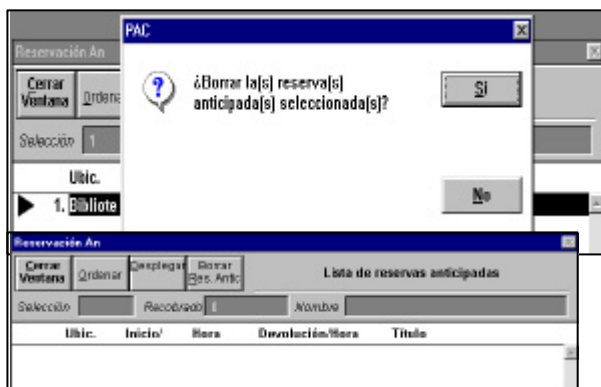 PAC
Reservación An
Cerrar Ventana
Ordena
¿Borrar la(s) reserva(s)
anticipada(s) seleccionada(s)?
Si
No
Selección 1
Ubic.
1. Bibliote
Reservación An
Cerrar Ventana
Ordenar
Desplegar
Borrar Res. Antic
Lista de reservas anticipadas
Selección
Recobrado
Nombre
Ubic. Inicio/ Hora Devolución/Hora Título